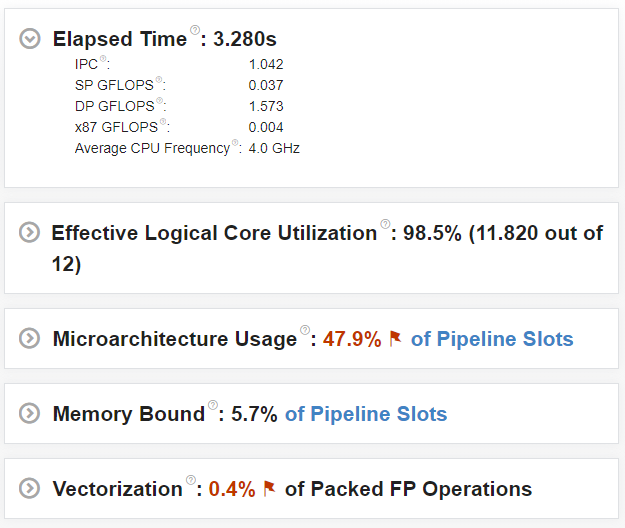 Elapsed Time: 3.280s
IPC: 1.042
SP GFLOPS: 0.037
DP GFLOPS: 1.573
x87 GFLOPS: 0.004
Average CPU Frequency: 4.0 GHz
Effective Logical Core Utilization: 98.5% (11.820 out of
12)
Microarchitecture Usage: 47.9% of Pipeline Slots
Memory Bound: 5.7% of Pipeline Slots
Vectorization: 0.4% of Packed FP Operations